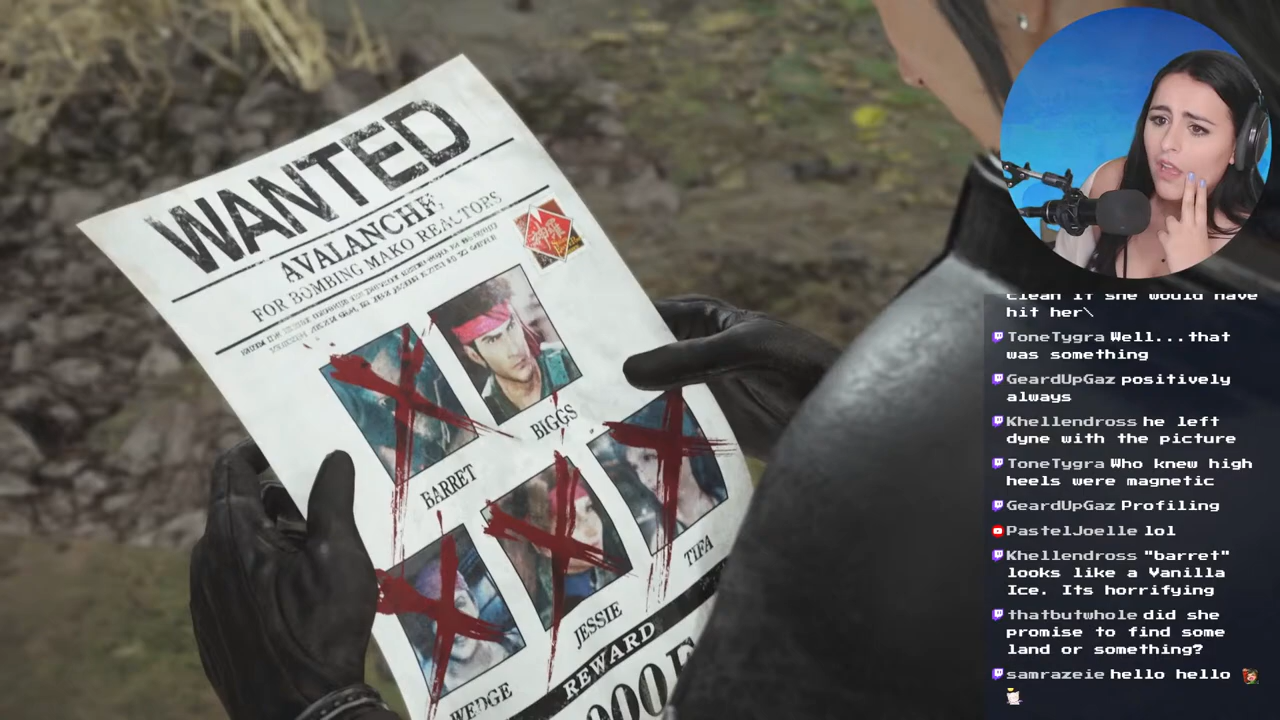 WANTED
AVALANCHE,
FOR BOMBING MAKO REACTORS
BIGGS
BARRET
TIFA
JESSIE
WEDGE
REWARD
clean if she would have
hit her\
ToneTygra Well...that
was something
GeardUpGaz positively
always
Khellendross he left
dyne with the picture
ToneTygra Who knew high
heels were magnetic
GeardUpGaz Profiling
PastelJoelle lol
Khellendross "barret"
looks like a Vanilla
Ice. Its horrifying
thatbutwhole did she
promise to find some
land or something?
samrazeie hello hello